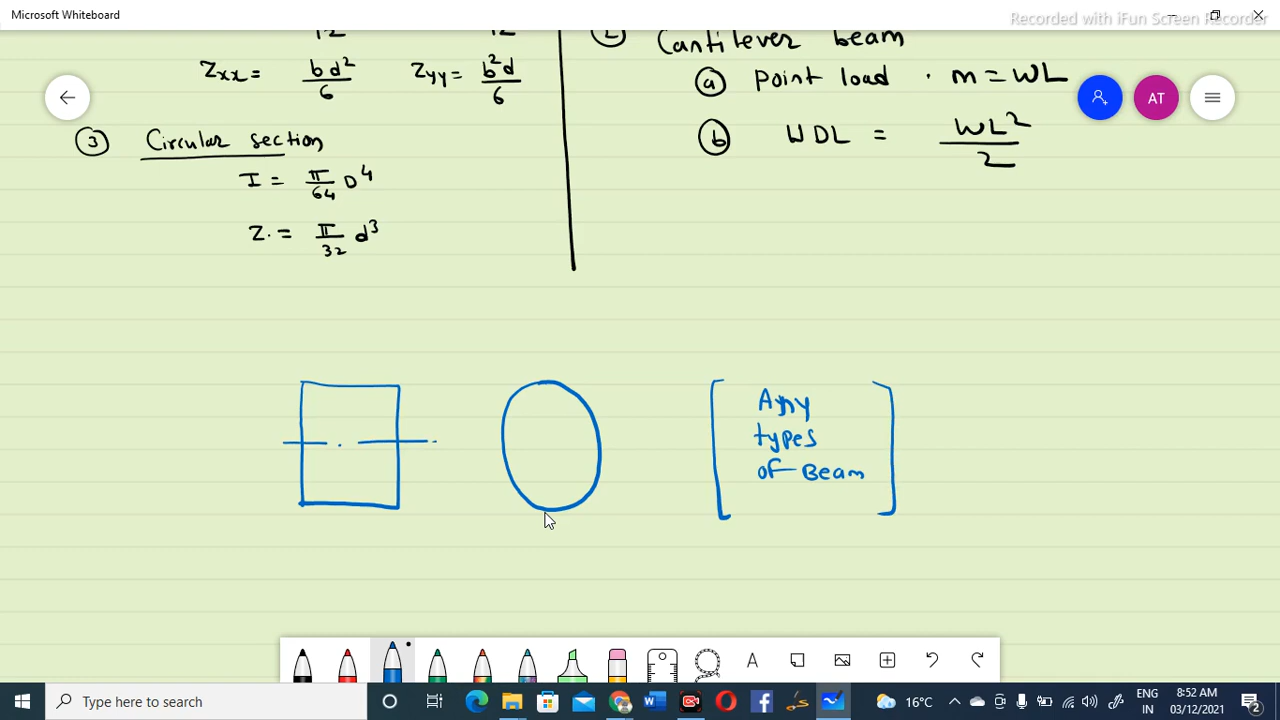 Microsoft Whiteboard
Recorded with iFun Screen Recorder
12
12
Zxx = bd²/6 Zyy = b²d/6
③ Circular section
I = π/64 D⁴
Z. = π/32 d³
② Cantilever beam
ⓐ point load . m = WL
ⓑ UDL = WL²/2
AT
Any
types
of Beam
A
Type here to search
16°C
ENG
IN
8:52 AM
03/12/2021
2